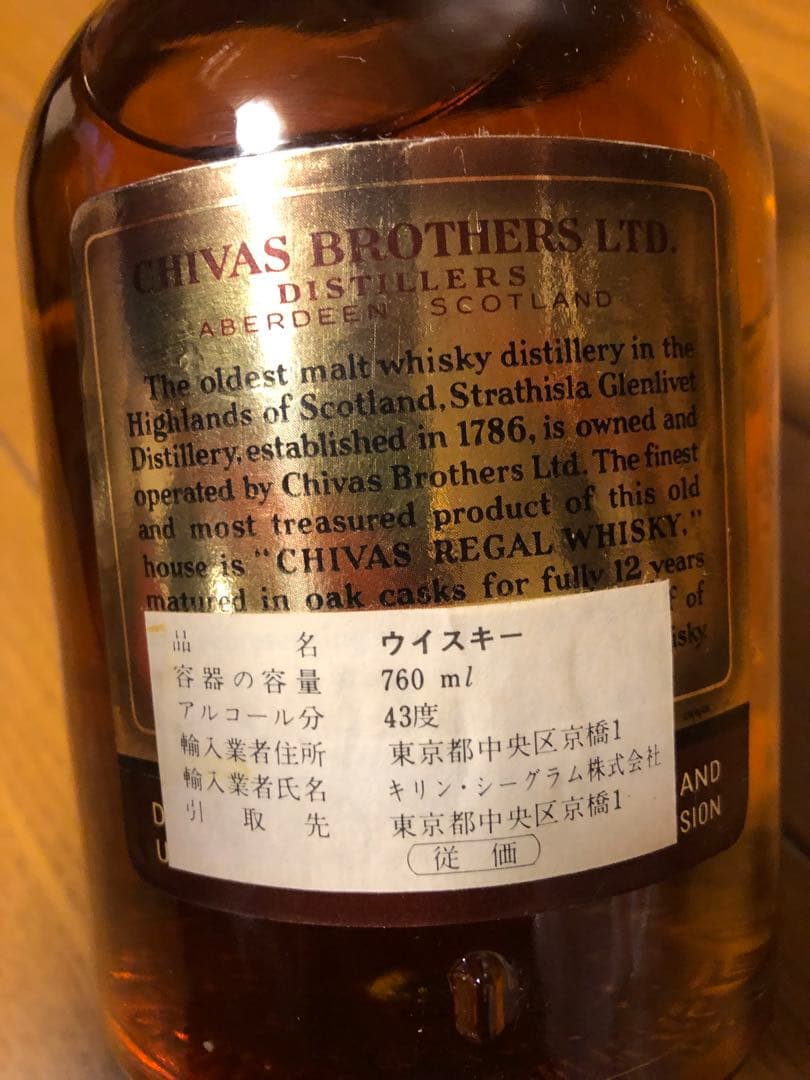 CHIVAS BROTHERS LTD.
DISTILLERS
ABERDEEN SCOTLAND
The oldest malt whisky distillery in the
Highlands of Scotland, Strathisla Glenlivet
Distillery, established in 1786, is owned and
operated by Chivas Brothers Ltd. The finest
and most treasured product of this old
house is "CHIVAS REGAL WHISKY,"
matured in oak casks for fully 12 years
of
品名 ウイスキー
容器の容量 760 ml
アルコール分 43度
輸入業者住所 東京都中央区京橋1
輸入業者氏名 キリン・シーグラム株式会社
引取先 東京都中央区京橋1
従価
AND